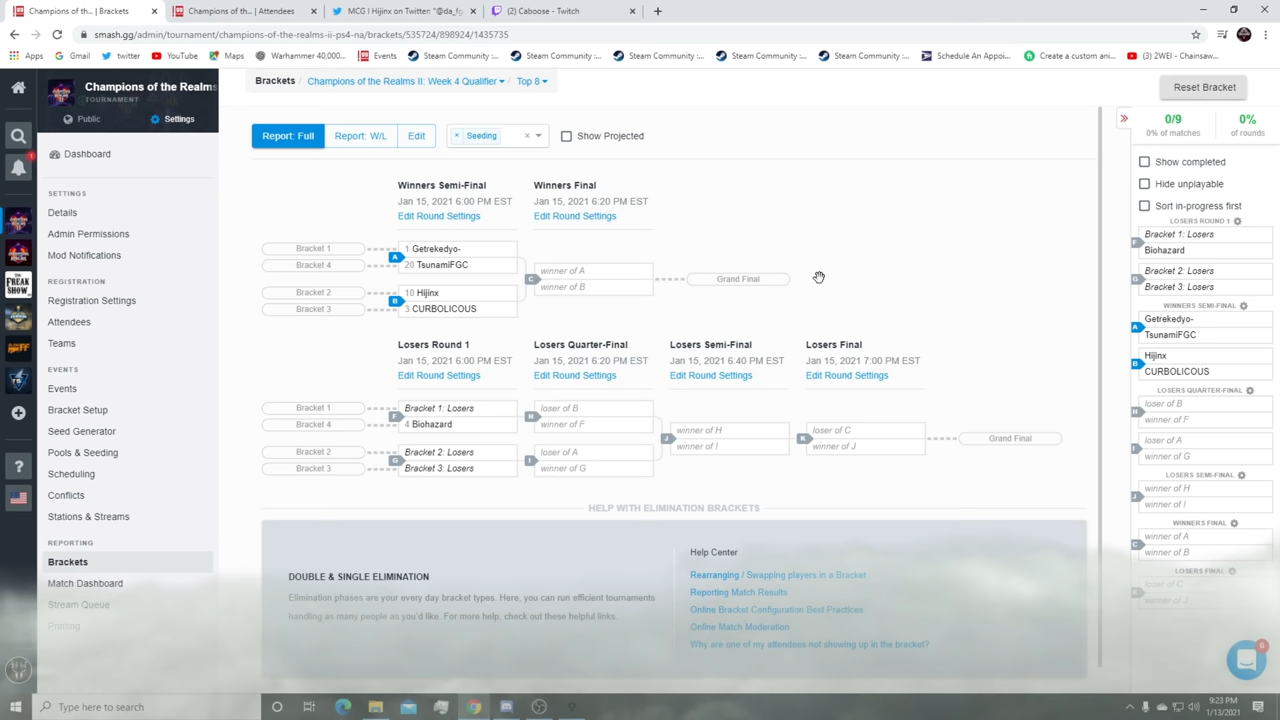 Champions of the Realms I: Br
Champions of the Realms | Attendees
MCG | Hijinx on Twitter: "@da_f
(2) Caboose - Twitch
smash.gg/admin/tournament/champions-of-the-realms-ii-ps4-na/brackets/535724/898924/1435735
Apps
Gmail
twitter
YouTube
Maps
Warhammer 40,000...
Events
Steam Community :...
Steam Community :...
Steam Community :...
Steam Community :...
Steam Community :...
Schedule An Appoi...
Create a custom ani...
(3) 2WEI - Chainsaw...
Champions of the Realms
TOURNAMENT
Public
Settings
Brackets / Champions of the Realms II: Week 4 Qualifier / Top 8
Reset Bracket
Dashboard
SETTINGS
Details
Admin Permissions
Mod Notifications
REGISTRATION
Registration Settings
Attendees
Teams
EVENTS
Events
Bracket Setup
Seed Generator
Pools & Seeding
Scheduling
Conflicts
Stations & Streams
REPORTING
Brackets
Match Dashboard
Stream Queue
Printing
1
?
Report: Full
Report: W/L
Edit
× Seeding ×
Show Projected
Winners Semi-Final
Jan 15, 2021 6:00 PM EST
Edit Round Settings
Winners Final
Jan 15, 2021 6:20 PM EST
Edit Round Settings
Bracket 1
Bracket 4
A
1 Getrekedyo-
20 TsunamiFGC
Bracket 2
Bracket 3
B
10 Hijinx
3 CURBOLICOUS
C
winner of A
winner of B
Grand Final
Losers Round 1
Jan 15, 2021 6:00 PM EST
Edit Round Settings
Losers Quarter-Final
Jan 15, 2021 6:20 PM EST
Edit Round Settings
Losers Semi-Final
Jan 15, 2021 6:40 PM EST
Edit Round Settings
Losers Final
Jan 15, 2021 7:00 PM EST
Edit Round Settings
Bracket 1
Bracket 4
F
Bracket 1: Losers
4 Biohazard
Bracket 2
Bracket 3
G
Bracket 2: Losers
Bracket 3: Losers
H
loser of B
winner of F
I
loser of A
winner of G
J
winner of H
winner of I
K
loser of C
winner of J
Grand Final
HELP WITH ELIMINATION BRACKETS
DOUBLE & SINGLE ELIMINATION
Elimination phases are your every day bracket types. Here, you can run efficient tournaments
handling as many people as you'd like. For more help, check out these helpful links.
Help Center
Rearranging / Swapping players in a Bracket
Reporting Match Results
Online Bracket Configuration Best Practices
Online Match Moderation
Why are one of my attendees not showing up in the bracket?
0/9
0% of matches
0%
of rounds
Show completed
Hide unplayable
Sort in-progress first
LOSERS ROUND 1
F
Bracket 1: Losers
Biohazard
G
Bracket 2: Losers
Bracket 3: Losers
WINNERS SEMI-FINAL
A
Getrekedyo-
TsunamiFGC
B
Hijinx
CURBOLICOUS
LOSERS QUARTER-FINAL
H
loser of B
winner of F
I
loser of A
winner of G
LOSERS SEMI-FINAL
J
winner of H
winner of I
WINNERS FINAL
C
winner of A
winner of B
LOSERS FINAL
K
loser of C
winner of J
6
Type here to search
9:23 PM
1/13/2021